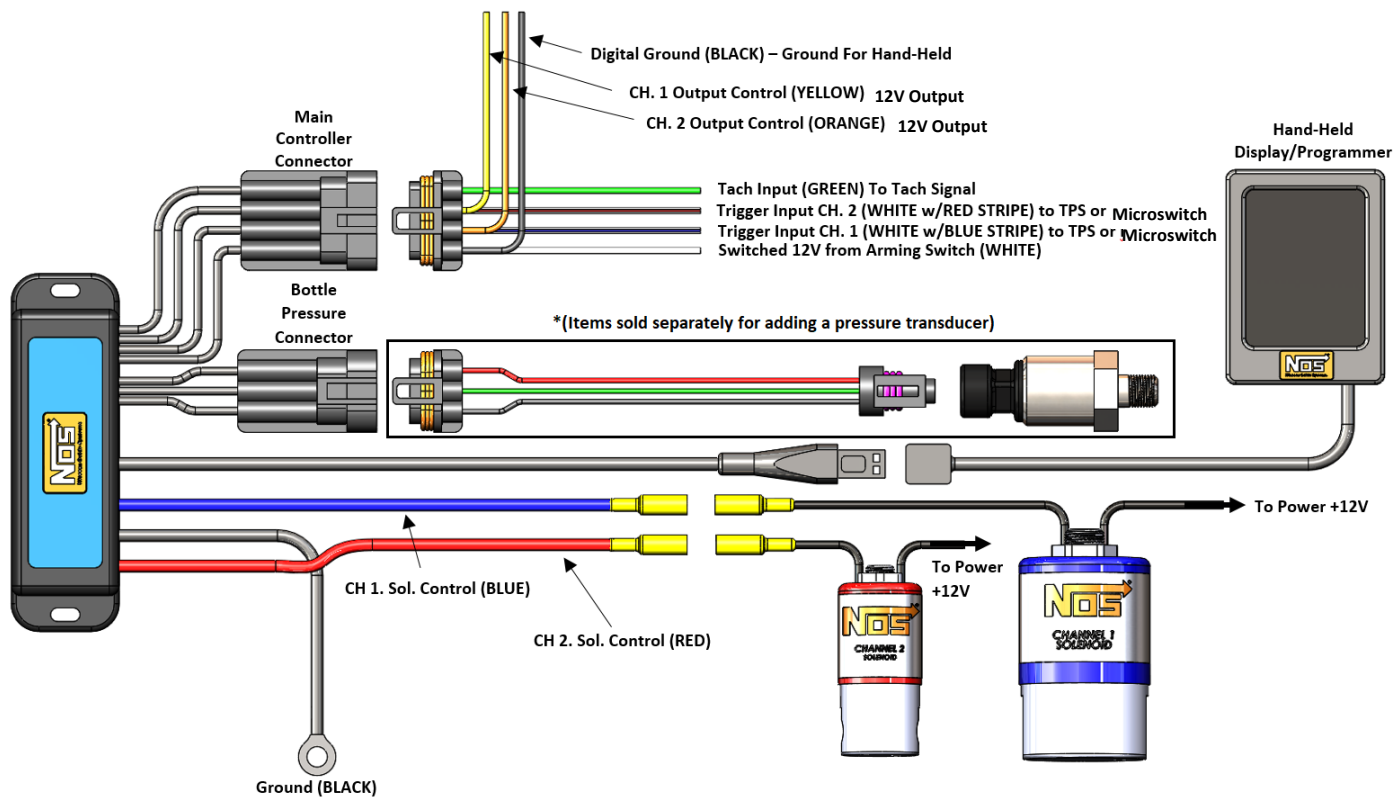 Digital Ground (BLACK) – Ground For Hand-Held
CH. 1 Output Control (YELLOW) 12V Output
CH. 2 Output Control (ORANGE) 12V Output
Main
Controller
Connector
Hand-Held
Display/Programmer
Tach Input (GREEN) To Tach Signal
Trigger Input CH. 2 (WHITE w/RED STRIPE) to TPS or Microswitch
Trigger Input CH. 1 (WHITE w/BLUE STRIPE) to TPS or Microswitch
Switched 12V from Arming Switch (WHITE)
Bottle
Pressure
Connector
*(Items sold separately for adding a pressure transducer)
NOS
NOS
To Power +12V
To Power
+12V
CH 1. Sol. Control (BLUE)
CH 2. Sol. Control (RED)
NOS
CHANNEL 2
SOLENOID
NOS
CHANNEL 1
SOLENOID
Ground (BLACK)